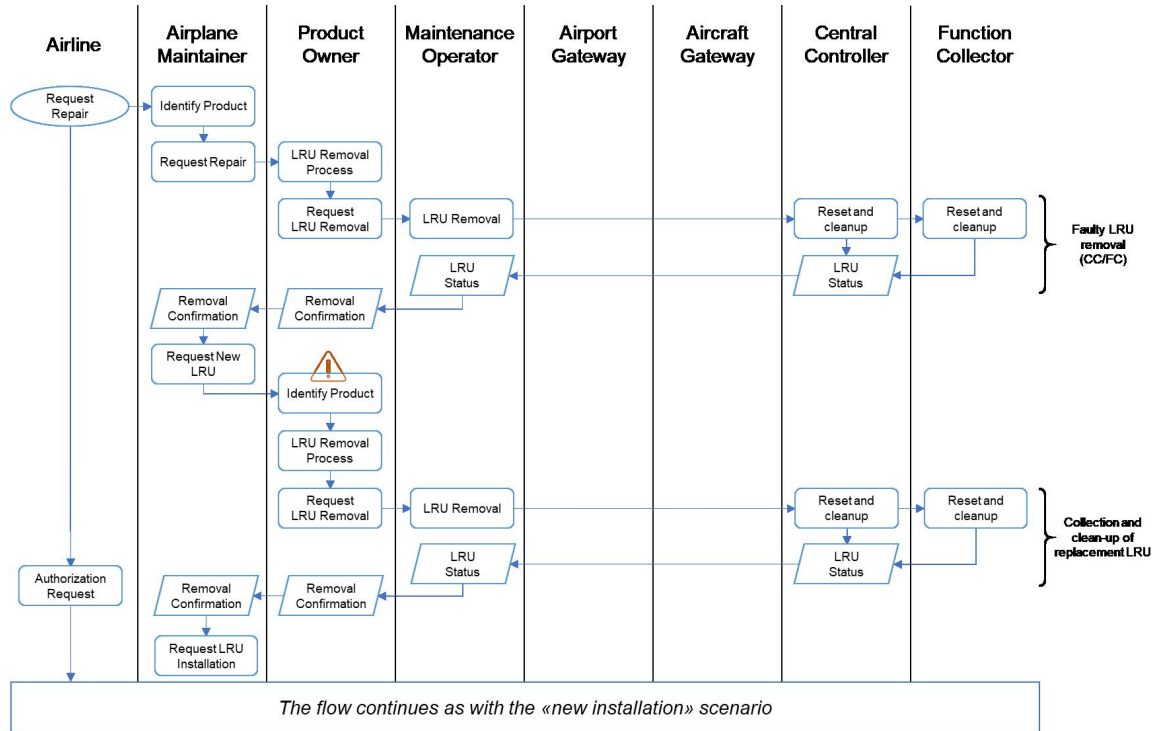 Airline
Airplane
Maintainer
Product
Owner
Maintenance
Operator
Airport
Gateway
Aircraft
Gateway
Central
Controller
Function
Collector
Request
Repair
Identify Product
Request Repair
LRU Removal
Process
Request
LRU Removal
LRU Removal
Reset and
cleanup
Reset and
cleanup
Faulty LRU
removal
(CC/FC)
LRU
Status
LRU
Status
Removal
Confirmation
Removal
Confirmation
Request New
LRU
!
Identify Product
LRU Removal
Process
Request
LRU Removal
LRU Removal
Reset and
cleanup
Reset and
cleanup
Collection and
clean-up of
replacement LRU
LRU
Status
LRU
Status
Authorization
Request
Removal
Confirmation
Removal
Confirmation
Request LRU
Installation
The flow continues as with the «new installation» scenario